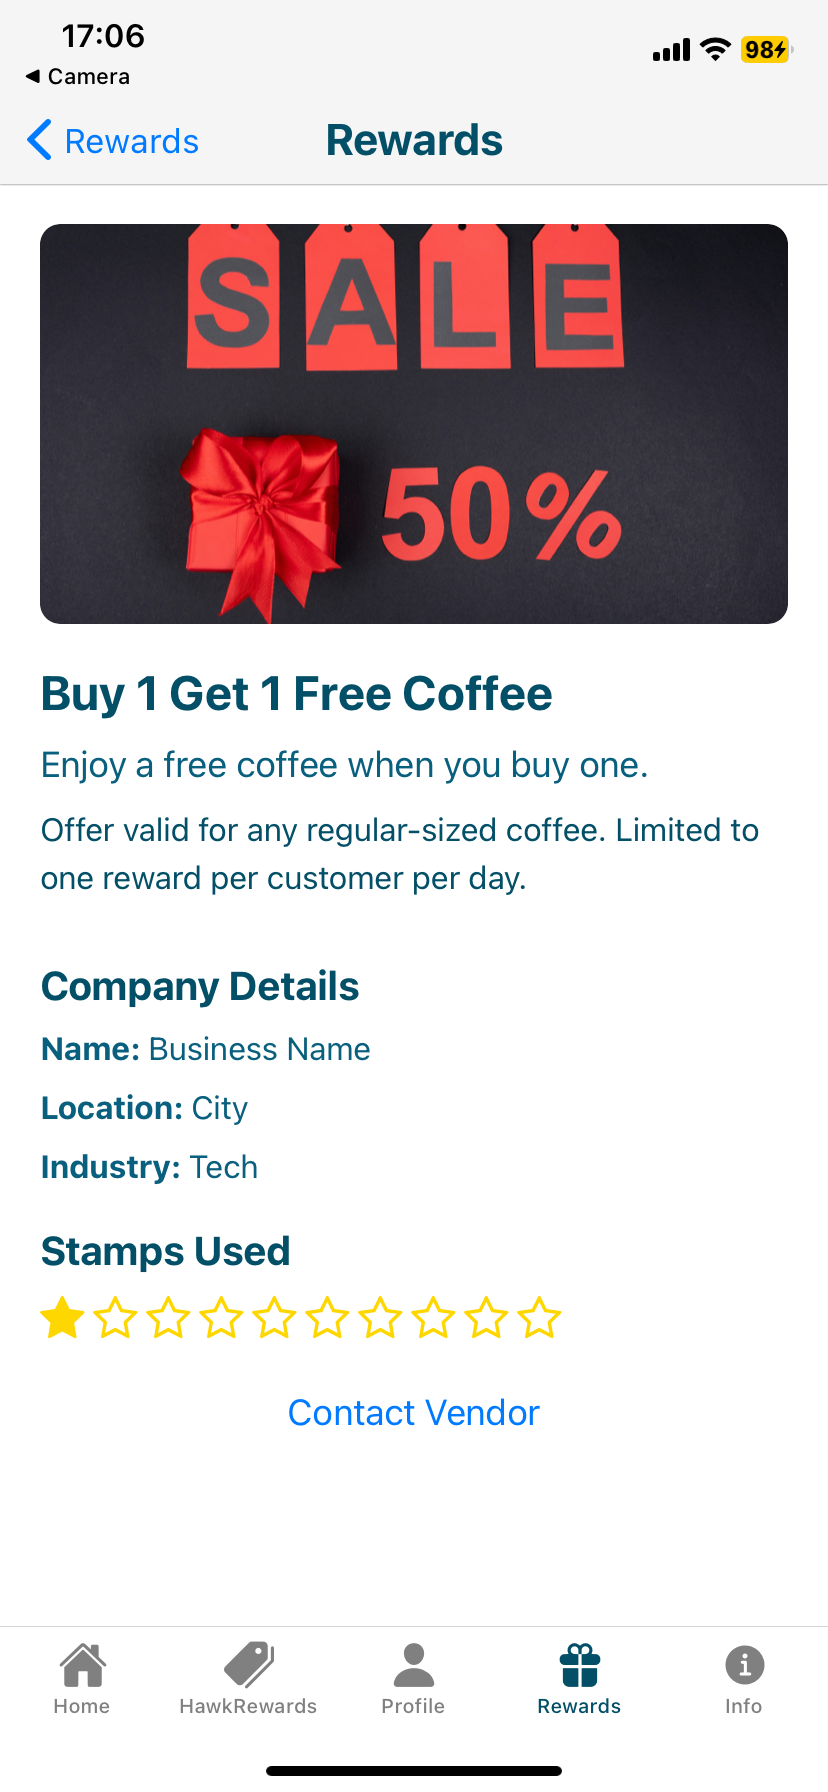 17:06
98
◀ Camera
Rewards
Rewards
SALE
50%
Buy 1 Get 1 Free Coffee
Enjoy a free coffee when you buy one.
Offer valid for any regular-sized coffee. Limited to
one reward per customer per day.
Company Details
Name: Business Name
Location: City
Industry: Tech
Stamps Used
Contact Vendor
Home
HawkRewards
Profile
Rewards
Info